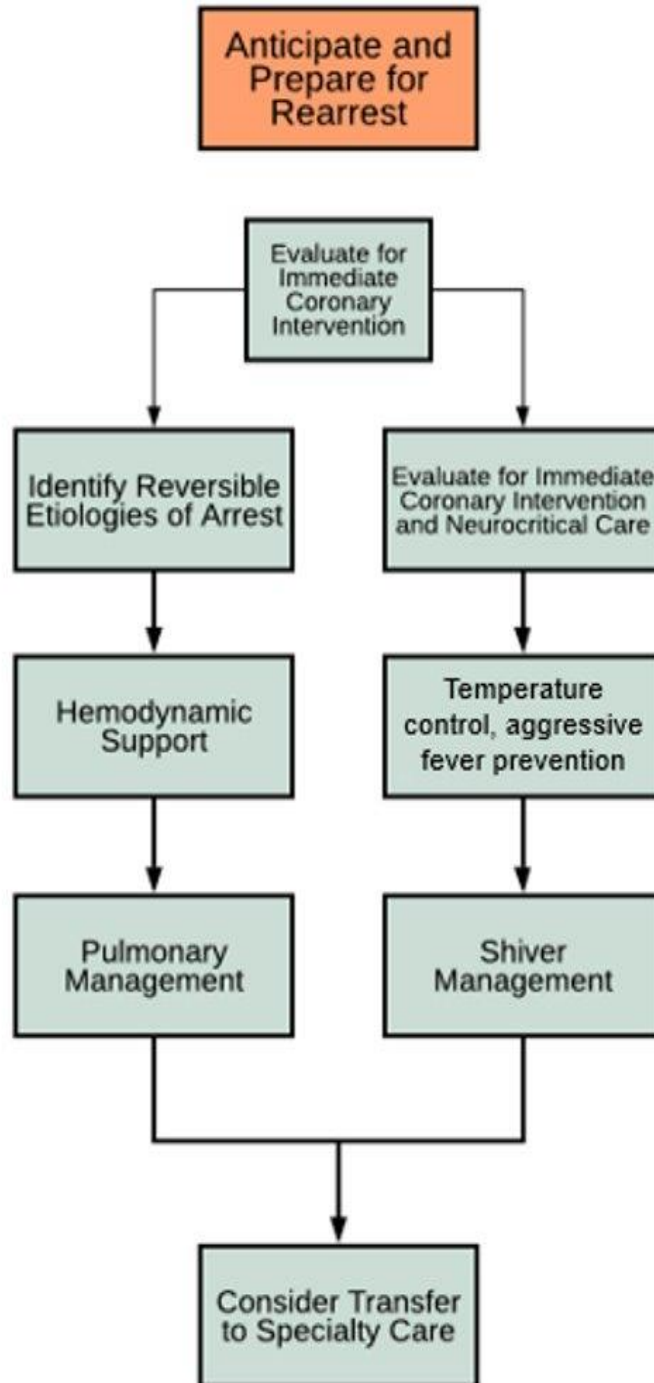 Anticipate and
Prepare for
Rearrest
Evaluate for
Immediate
Coronary
Intervention
Identify Reversible
Etiologies of Arrest
Evaluate for Immediate
Coronary Intervention
and Neurocritical Care
Hemodynamic
Support
Temperature
control, aggressive
fever prevention
Pulmonary
Management
Shiver
Management
Consider Transfer
to Specialty Care